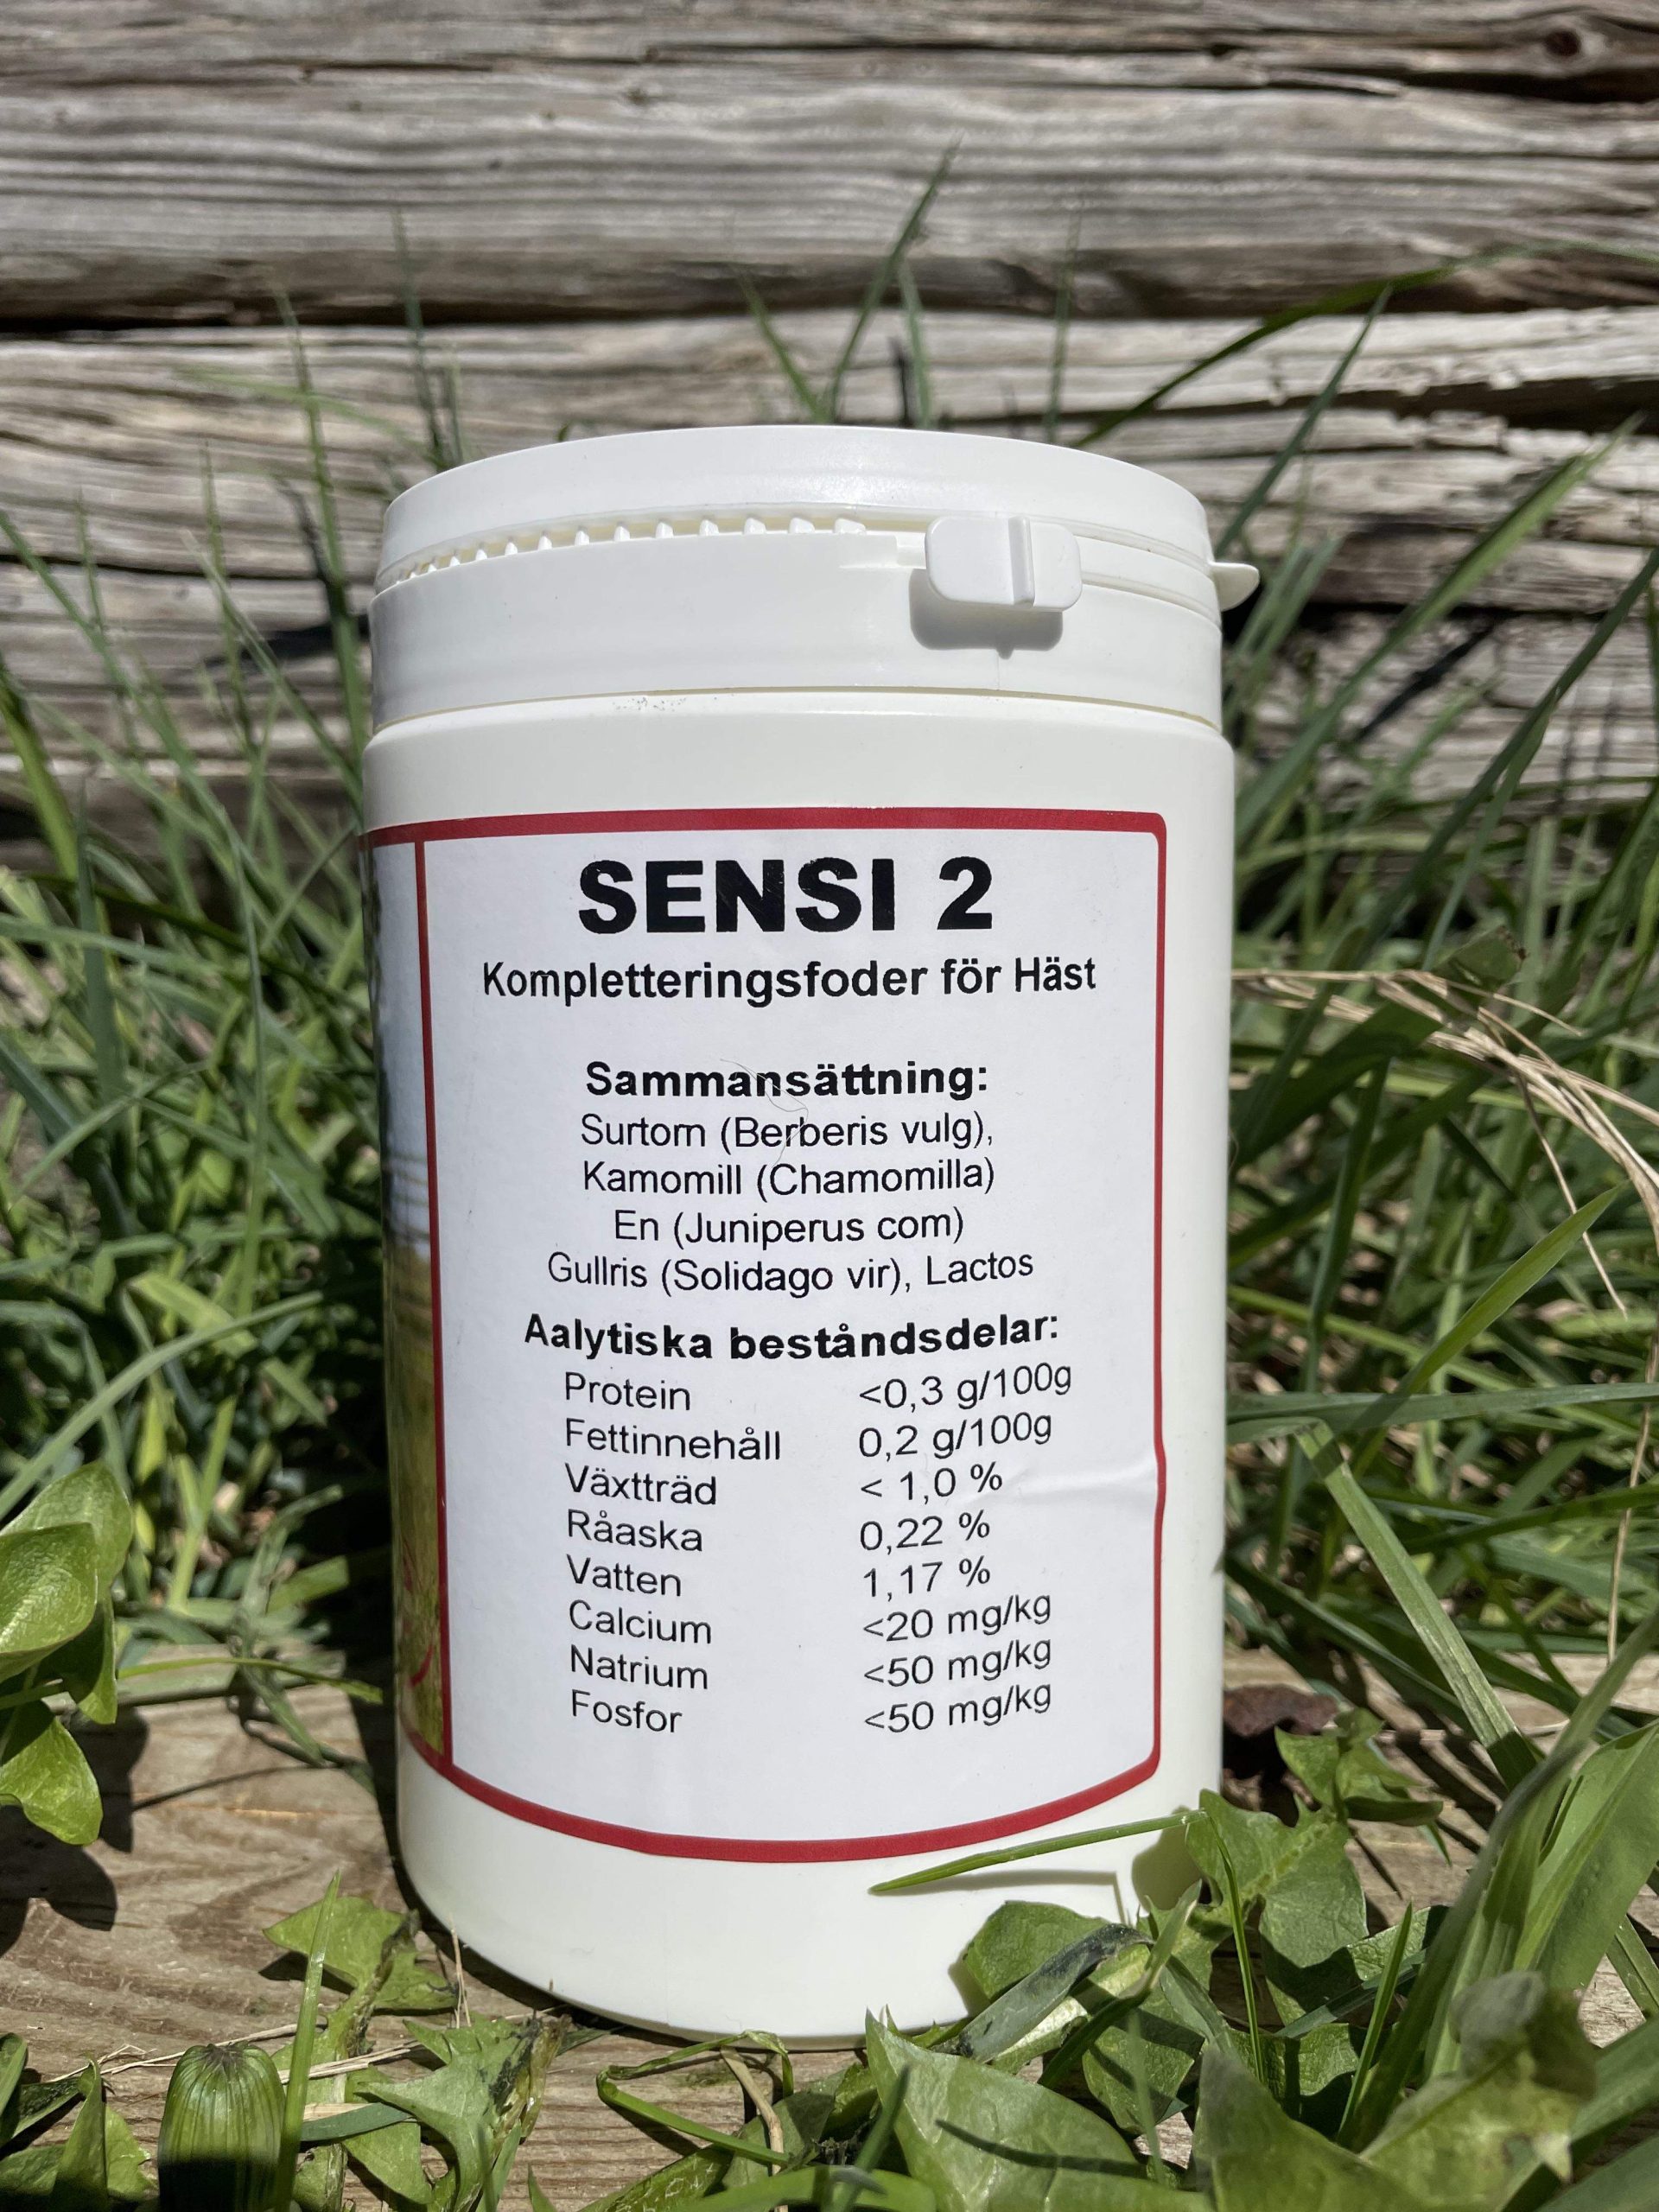 SENSI 2
Kompletteringsfoder för Häst
Sammansättning:
Surtorn (Berberis vulg),
Kamomill (Chamomilla)
En (Juniperus com)
Gullris (Solidago vir), Lactos
Aalytiska beståndsdelar:
Protein <0,3 g/100g
Fettinnehåll 0,2 g/100g
Växtträd < 1,0 %
Råaska 0,22 %
Vatten 1,17 %
Calcium <20 mg/kg
Natrium <50 mg/kg
Fosfor <50 mg/kg